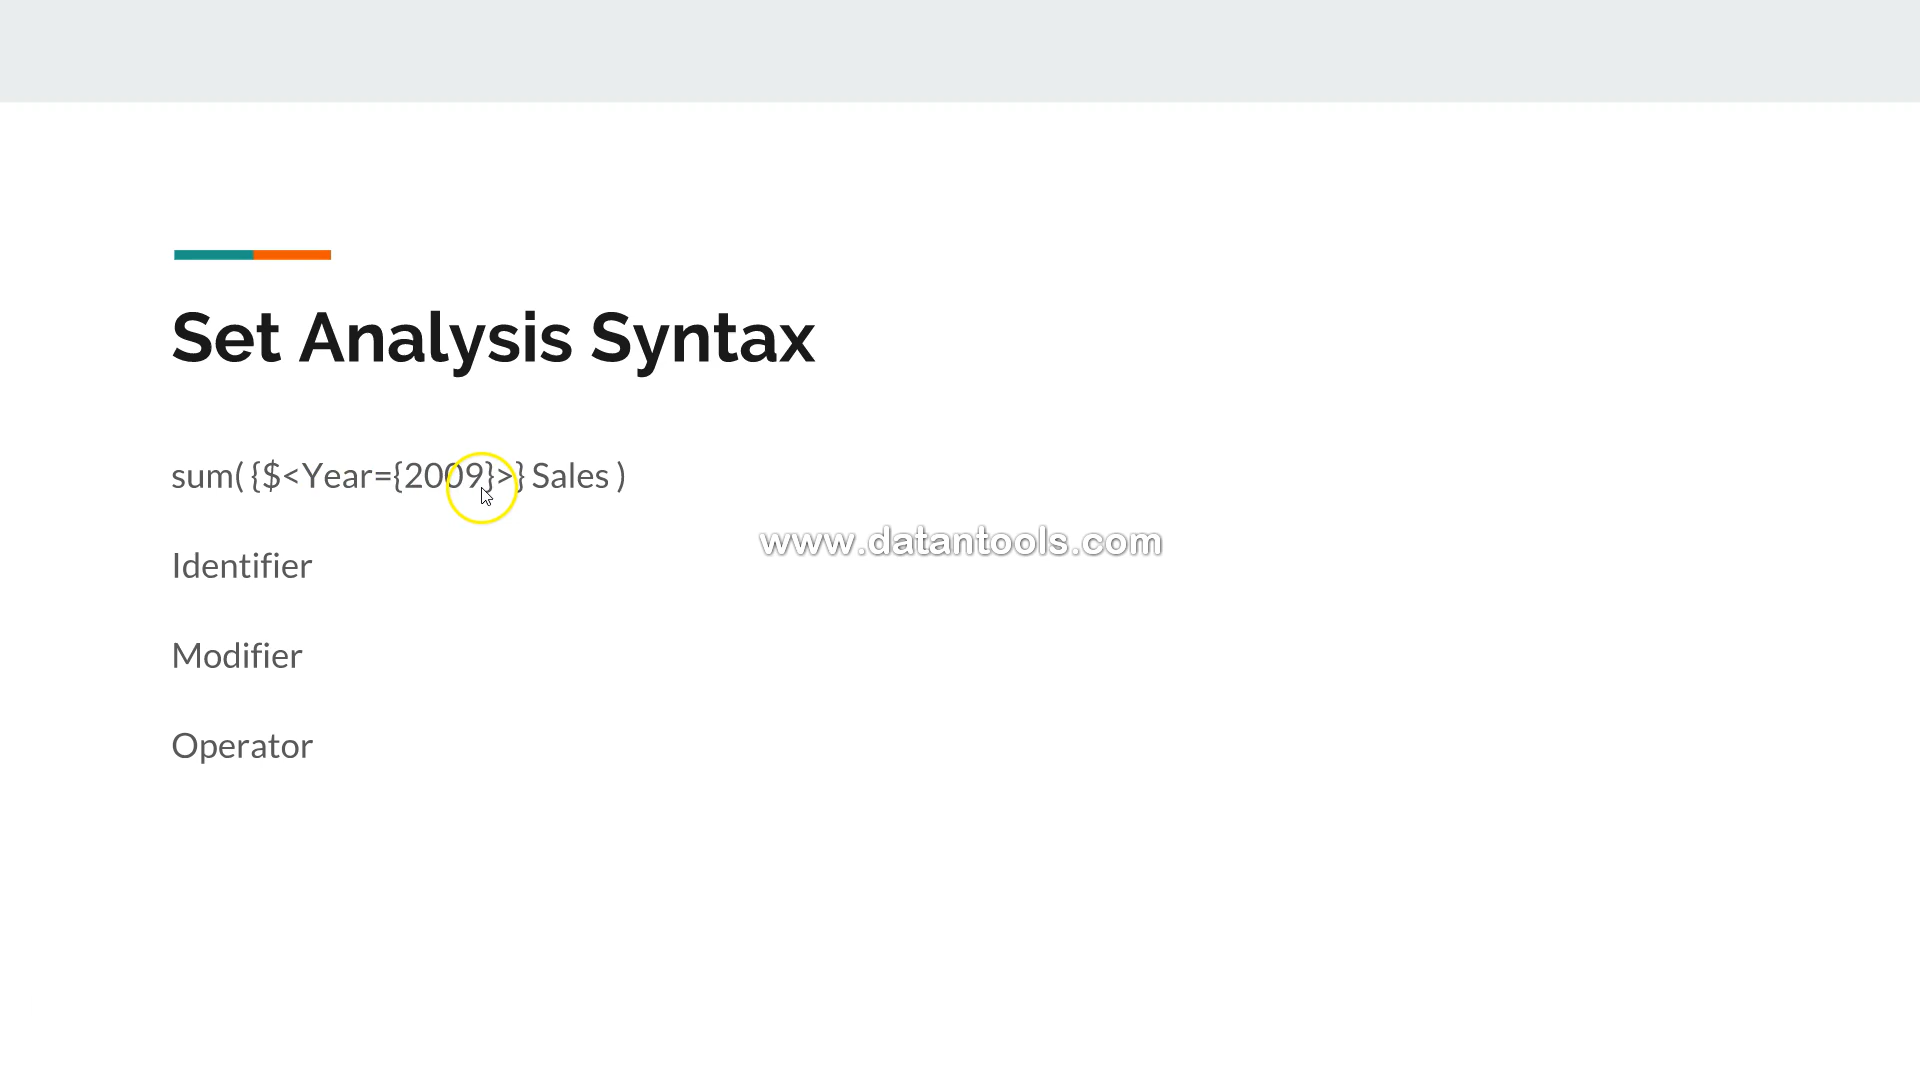 Set Analysis Syntax
sum( {$<Year={2009}>} Sales )
www.datantools.com
Identifier
Modifier
Operator